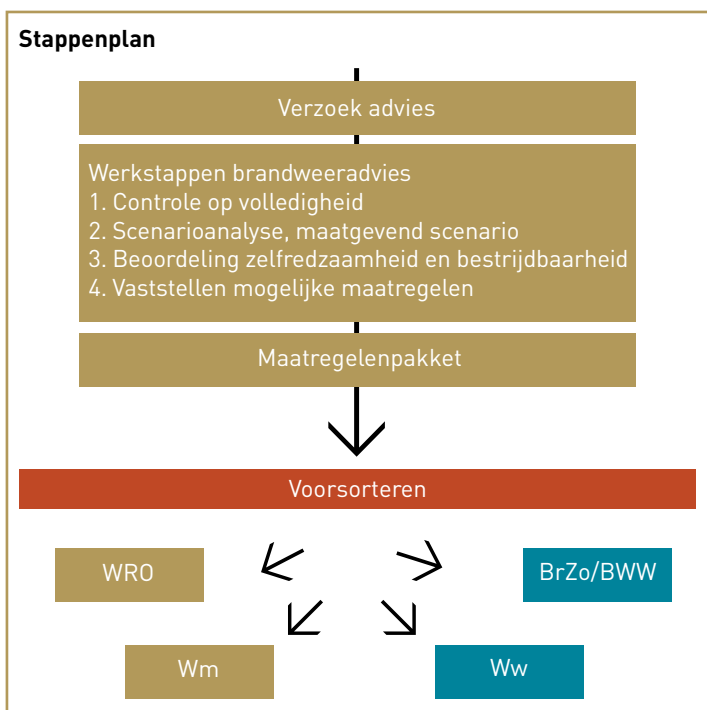 Stappenplan
Verzoek advies
Werkstappen brandweeradvies
1. Controle op volledigheid
2. Scenarioanalyse, maatgevend scenario
3. Beoordeling zelfredzaamheid en bestrijdbaarheid
4. Vaststellen mogelijke maatregelen
Maatregelenpakket
Voorsorteren
WRO
BrZo/BWW
Wm
Ww